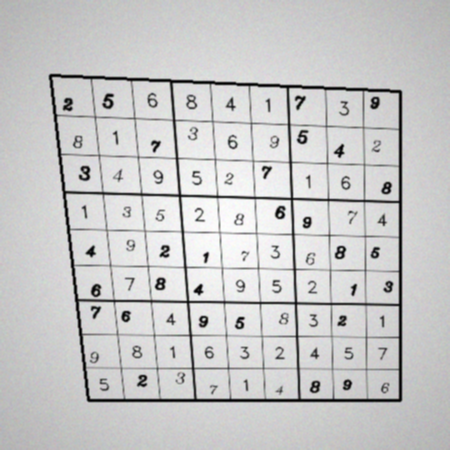 2 5 6 8 4 1 7 3 9
8 1 7 3 6 9 5 4 2
3 4 9 5 2 7 1 6 8
1 3 5 2 8 6 9 7 4
4 9 2 1 7 3 6 8 5
6 7 8 4 9 5 2 1 3
7 6 4 9 5 8 3 2 1
9 8 1 6 3 2 4 5 7
5 2 3 7 1 4 8 9 6